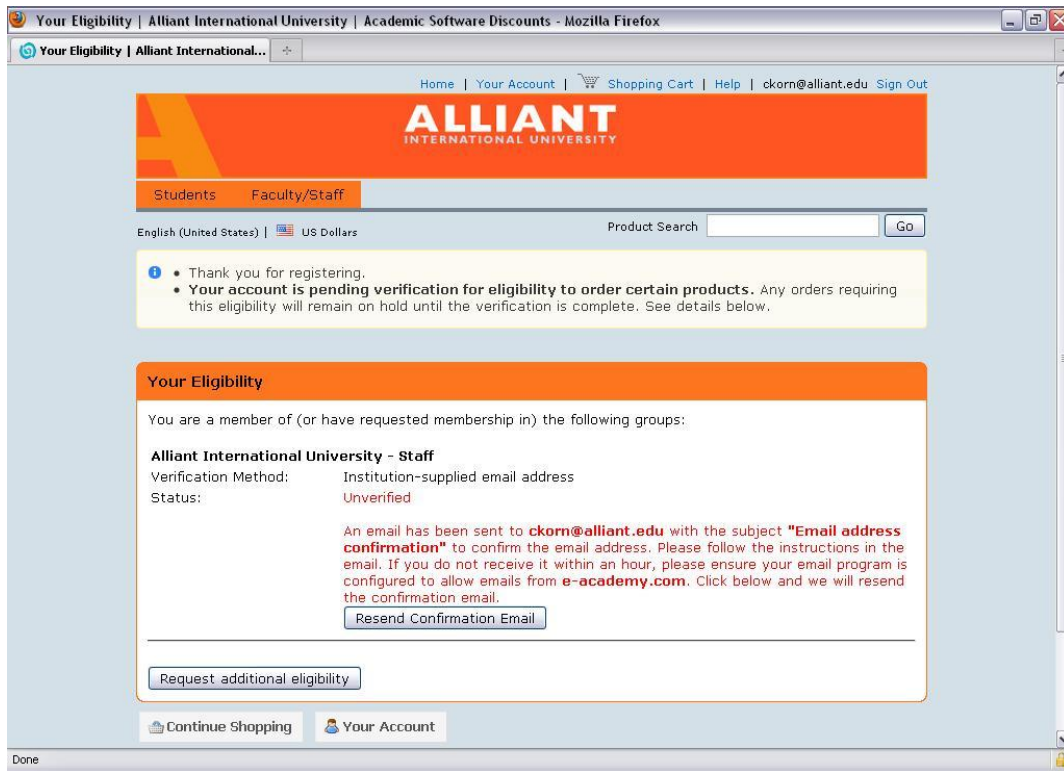 Your Eligibility | Alliant International University | Academic Software Discounts - Mozilla Firefox
Your Eligibility | Alliant International...
Home | Your Account | Shopping Cart | Help | ckorn@alliant.edu Sign Out
ALLIANT
INTERNATIONAL UNIVERSITY
Students Faculty/Staff
English (United States) | US Dollars Product Search Go
• Thank you for registering.
• Your account is pending verification for eligibility to order certain products. Any orders requiring
this eligibility will remain on hold until the verification is complete. See details below.
Your Eligibility
You are a member of (or have requested membership in) the following groups:
Alliant International University - Staff
Verification Method: Institution-supplied email address
Status: Unverified
An email has been sent to ckorn@alliant.edu with the subject "Email address
confirmation" to confirm the email address. Please follow the instructions in the
email. If you do not receive it within an hour, please ensure your email program is
configured to allow emails from e-academy.com. Click below and we will resend
the confirmation email.
Resend Confirmation Email
Request additional eligibility
Continue Shopping Your Account
Done